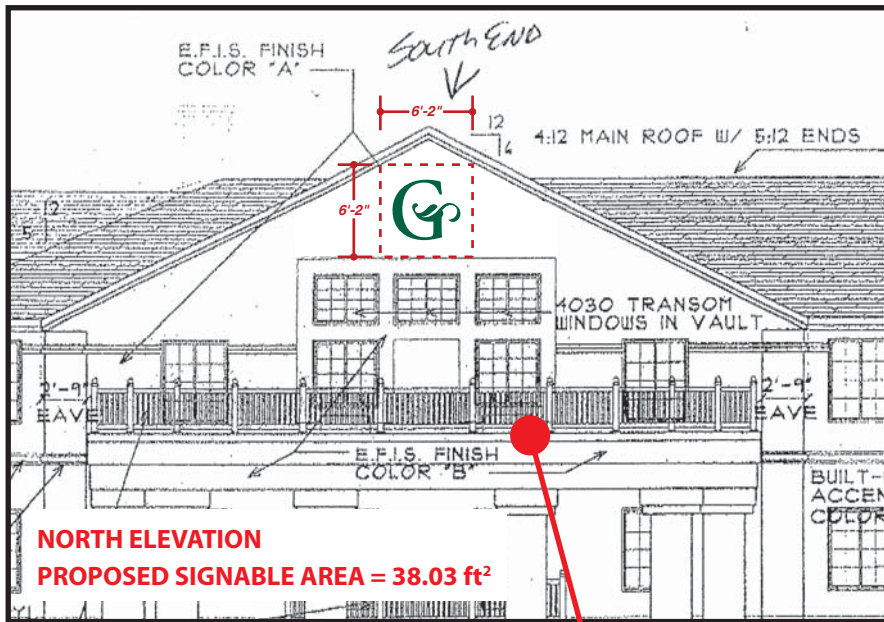 SOUTH END
E.F.I.S. FINISH
COLOR "A"
6'-2"
12
4
4:12 MAIN ROOF W/ 5:12 ENDS
G
6'-2"
12
5
4030 TRANSOM
WINDOWS IN VAULT
2'-9"
EAVE
2'-9"
EAVE
E.F.I.S. FINISH
COLOR "B"
BUILT-
ACCEN
COLOR
NORTH ELEVATION
PROPOSED SIGNABLE AREA = 38.03 ft²